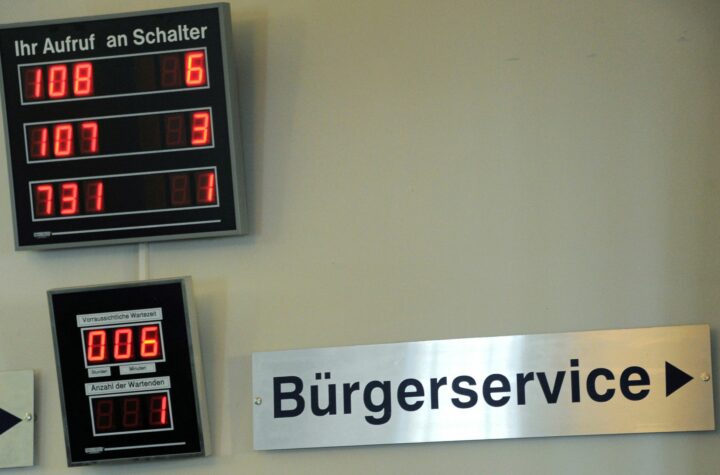 Ihr Aufruf an Schalter
108 6
107 3
731 1
Vorraussichtliche Wartezeit
006
Stunden Minuten
Anzahl der Wartenden
1
Bürgerservice